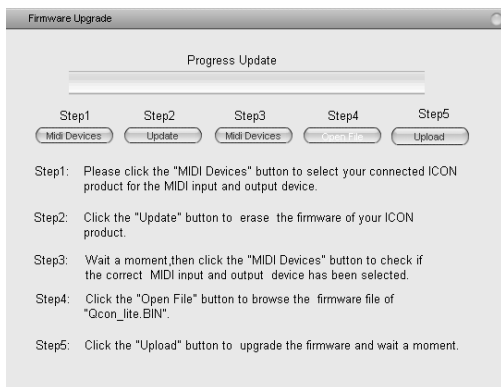 Firmware Upgrade
Progress Update
Step1 Step2 Step3 Step4 Step5
Midi Devices Update Midi Devices Open File Upload
Step1: Please click the "MIDI Devices" button to select your connected ICON
product for the MIDI input and output device.
Step2: Click the "Update" button to erase the firmware of your ICON
product.
Step3: Wait a moment,then click the "MIDI Devices" button to check if
the correct MIDI input and output device has been selected.
Step4: Click the "Open File" button to browse the firmware file of
"Qcon_lite.BIN".
Step5: Click the "Upload" button to upgrade the firmware and wait a moment.